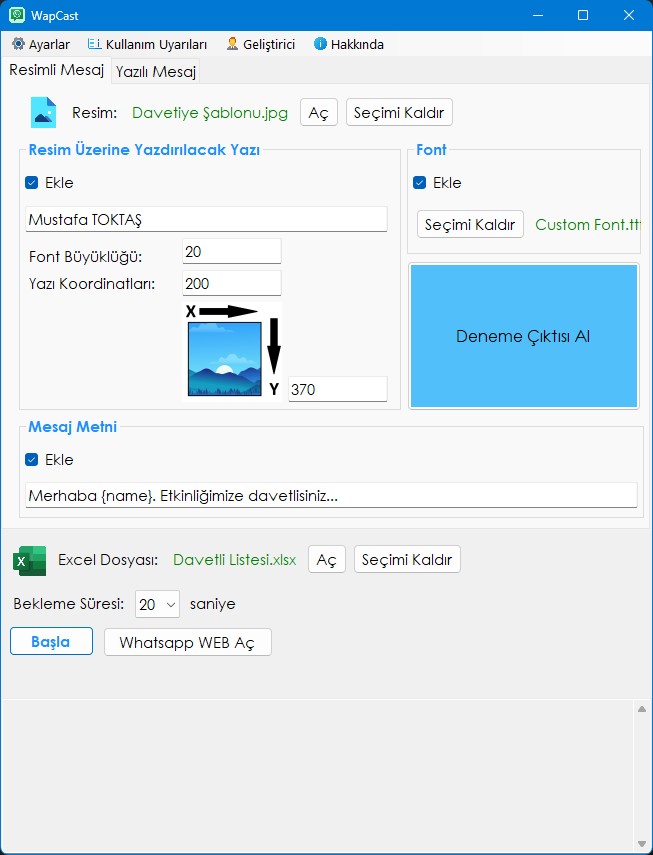 WapCast
Ayarlar Kullanım Uyarıları Geliştirici Hakkında
Resimli Mesaj Yazılı Mesaj
Resim: Davetiye Şablonu.jpg Aç Seçimi Kaldır
Resim Üzerine Yazdırılacak Yazı
Ekle
Mustafa TOKTAŞ
Font Büyüklüğü: 20
Yazı Koordinatları: 200
X
Y 370
Font
Ekle
Seçimi Kaldır Custom Font.ttf
Deneme Çıktısı Al
Mesaj Metni
Ekle
Merhaba {name}. Etkinliğimize davetlisiniz...
Excel Dosyası: Davetli Listesi.xlsx Aç Seçimi Kaldır
Bekleme Süresi: 20 saniye
Başla Whatsapp WEB Aç